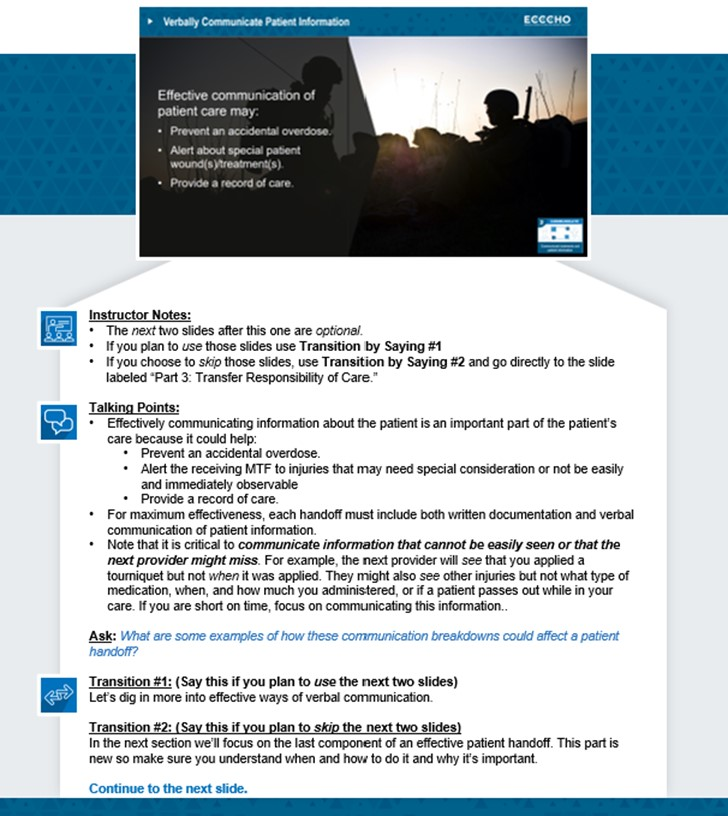 Verbally Communicate Patient Information
ECCCHO
Effective communication of
patient care may:
• Prevent an accidental overdose.
• Alert about special patient
wound(s)/treatment(s).
• Provide a record of care.
Instructor Notes:
• The next two slides after this one are optional.
• If you plan to use those slides use Transition by Saying #1
• If you choose to skip those slides, use Transition by Saying #2 and go directly to the slide
labeled “Part 3: Transfer Responsibility of Care.”
Talking Points:
• Effectively communicating information about the patient is an important part of the patient’s
care because it could help:
• Prevent an accidental overdose.
• Alert the receiving MTF to injuries that may need special consideration or not be easily
and immediately observable
• Provide a record of care.
• For maximum effectiveness, each handoff must include both written documentation and verbal
communication of patient information.
• Note that it is critical to communicate information that cannot be easily seen or that the
next provider might miss. For example, the next provider will see that you applied a
tourniquet but not when it was applied. They might also see other injuries but not what type of
medication, when, and how much you administered, or if a patient passes out while in your
care. If you are short on time, focus on communicating this information..
Ask: What are some examples of how these communication breakdowns could affect a patient
handoff?
Transition #1: (Say this if you plan to use the next two slides)
Let’s dig in more into effective ways of verbal communication.
Transition #2: (Say this if you plan to skip the next two slides)
In the next section we’ll focus on the last component of an effective patient handoff. This part is
new so make sure you understand when and how to do it and why it’s important.
Continue to the next slide.